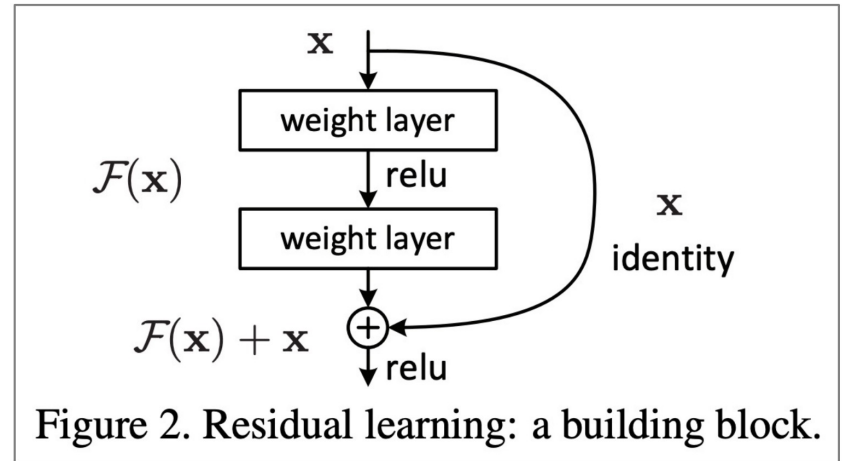 x
weight layer
F(x)
relu
x
weight layer
identity
F(x) + x
+
relu
Figure 2. Residual learning: a building block.